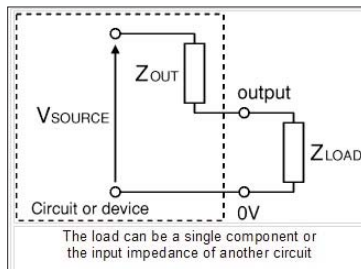 ZOUT
output
VSOURCE
ZLOAD
Circuit or device
0V
The load can be a single component or
the input impedance of another circuit